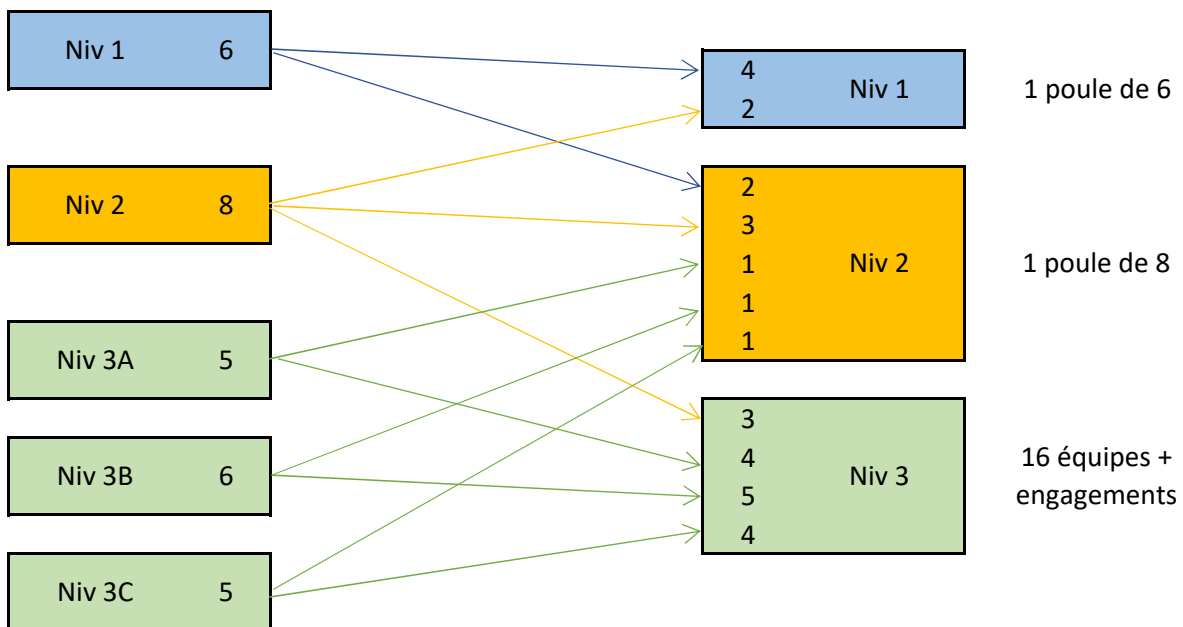 Niv 1 6
Niv 2 8
Niv 3A 5
Niv 3B 6
Niv 3C 5
4
2
Niv 1
1 poule de 6
2
3
1
1
1
Niv 2
1 poule de 8
3
4
5
4
Niv 3
16 équipes +
engagements